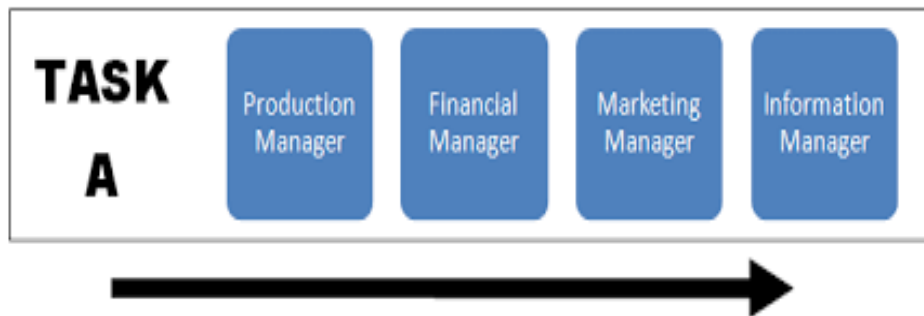 TASK
A
Production
Manager
Financial
Manager
Marketing
Manager
Information
Manager